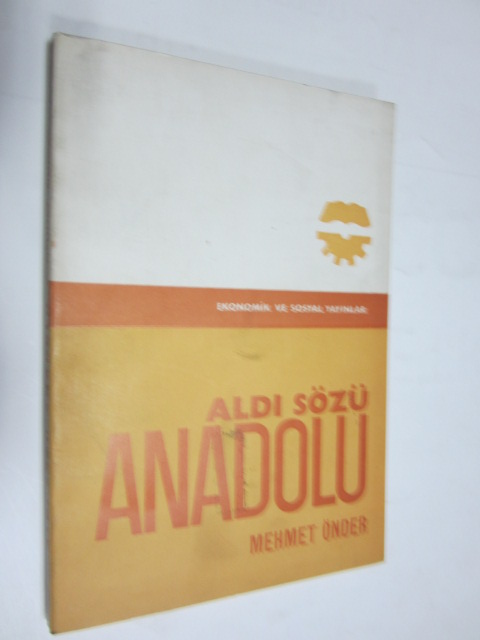 EKONOMİK VE SOSYAL YAYINLAR
ALDI SÖZÜ
ANADOLU
MEHMET ÖNDER